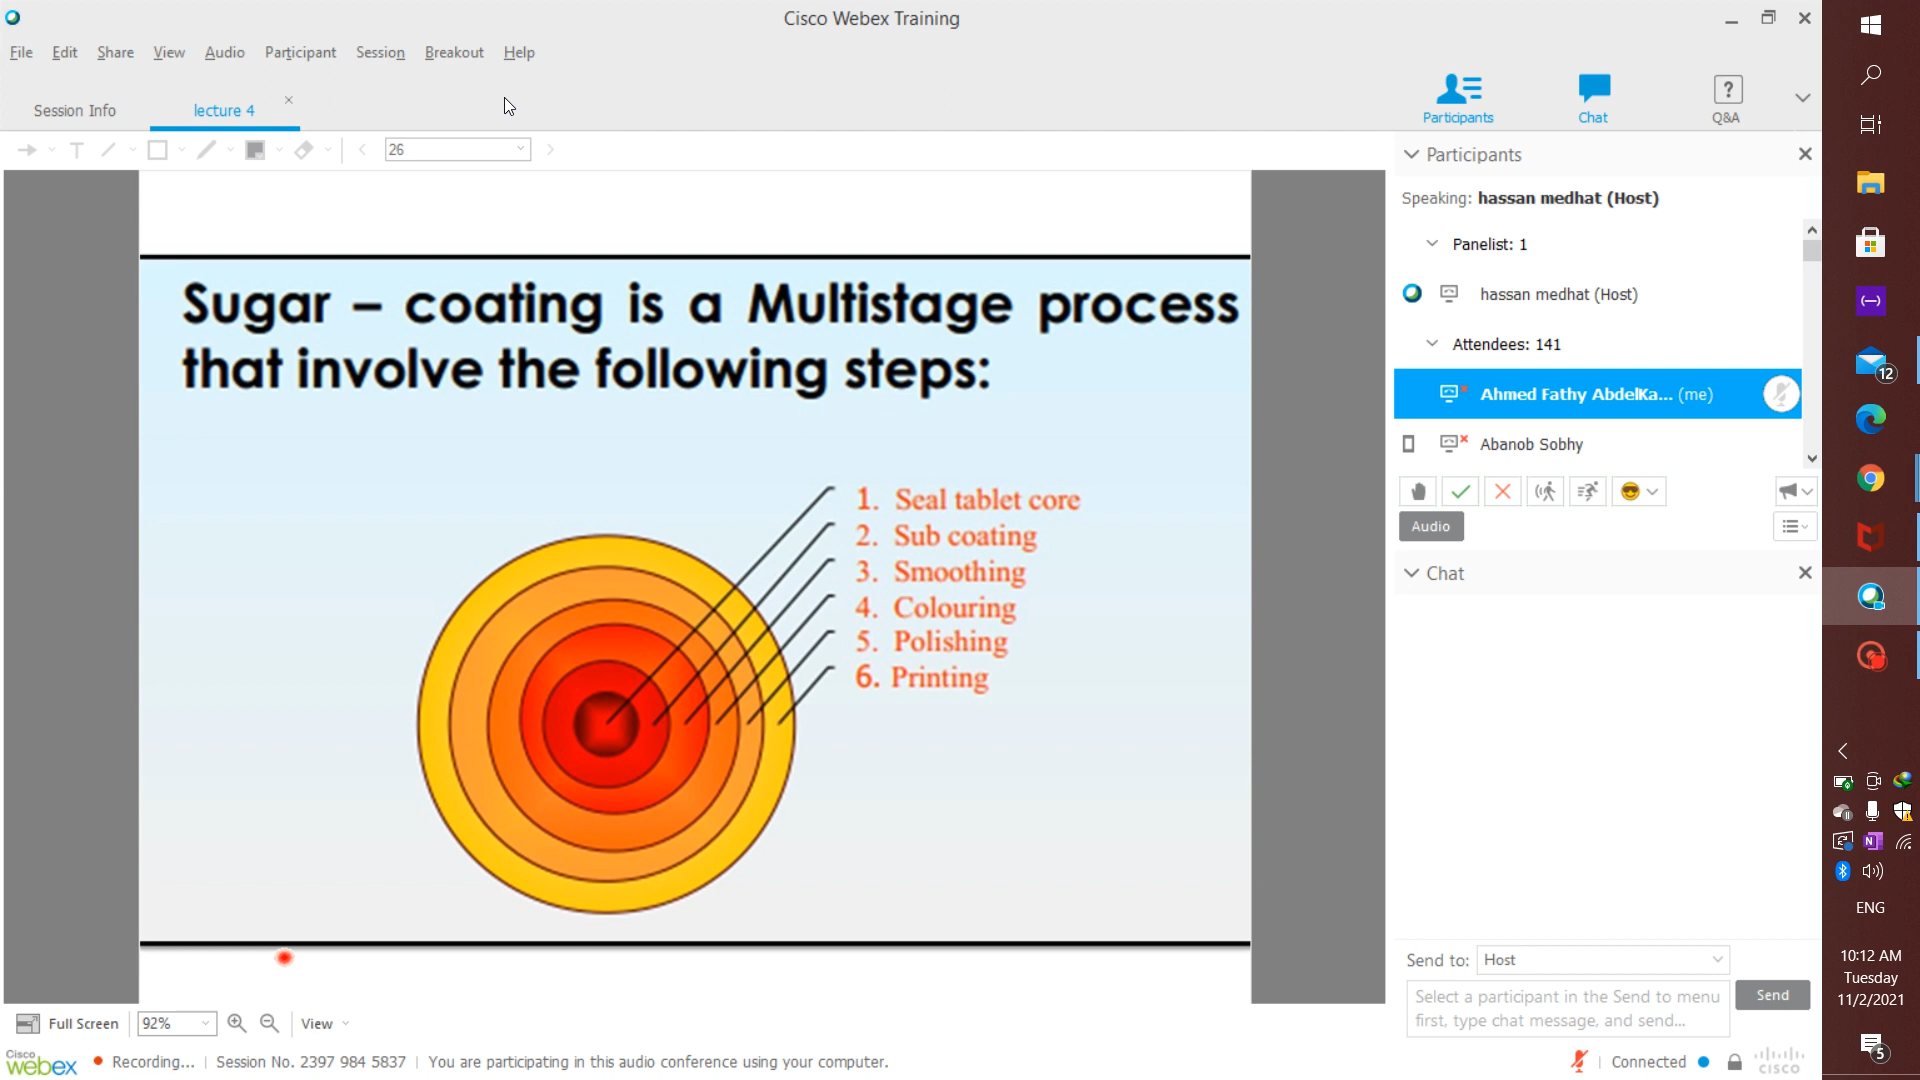 Cisco Webex Training
File Edit Share View Audio Participant Session Breakout Help
Session Info
lecture 4
Participants
Chat
Q&A
26
Sugar – coating is a Multistage process
that involve the following steps:
1. Seal tablet core
2. Sub coating
3. Smoothing
4. Colouring
5. Polishing
6. Printing
Participants
Speaking: hassan medhat (Host)
Panelist: 1
hassan medhat (Host)
Attendees: 141
Ahmed Fathy AbdelKa... (me)
Abanob Sobhy
Audio
Chat
Send to: Host
Select a participant in the Send to menu
first, type chat message, and send...
Send
Full Screen
92%
View
Cisco
webex
Recording...
Session No. 2397 984 5837
You are participating in this audio conference using your computer.
Connected
CISCO
12
ENG
10:12 AM
Tuesday
11/2/2021
5